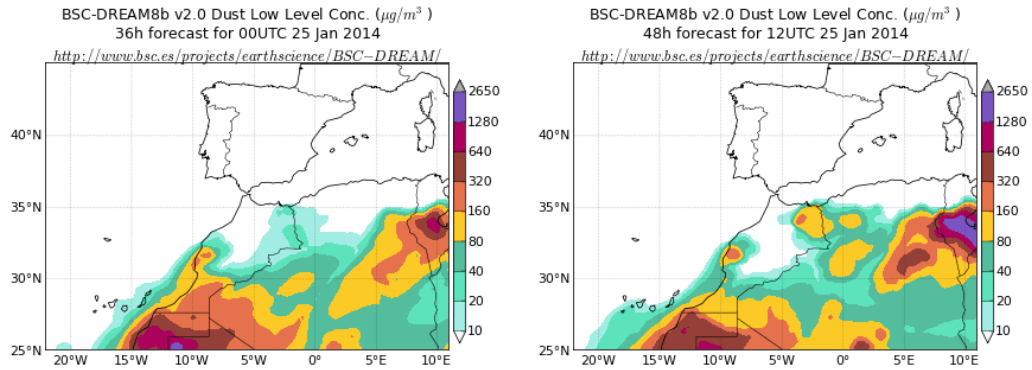 BSC-DREAM8b v2.0 Dust Low Level Conc. (μg/m³ )
36h forecast for 00UTC 25 Jan 2014
http://www.bsc.es/projects/earthscience/BSC−DREAM/
40°N
35°N
30°N
25°N
20°W
15°W
10°W
5°W
0°
5°E
10°E
2650
1280
640
320
160
80
40
20
10
BSC-DREAM8b v2.0 Dust Low Level Conc. (μg/m³ )
48h forecast for 12UTC 25 Jan 2014
http://www.bsc.es/projects/earthscience/BSC−DREAM/
40°N
35°N
30°N
25°N
20°W
15°W
10°W
5°W
0°
5°E
10°E
2650
1280
640
320
160
80
40
20
10